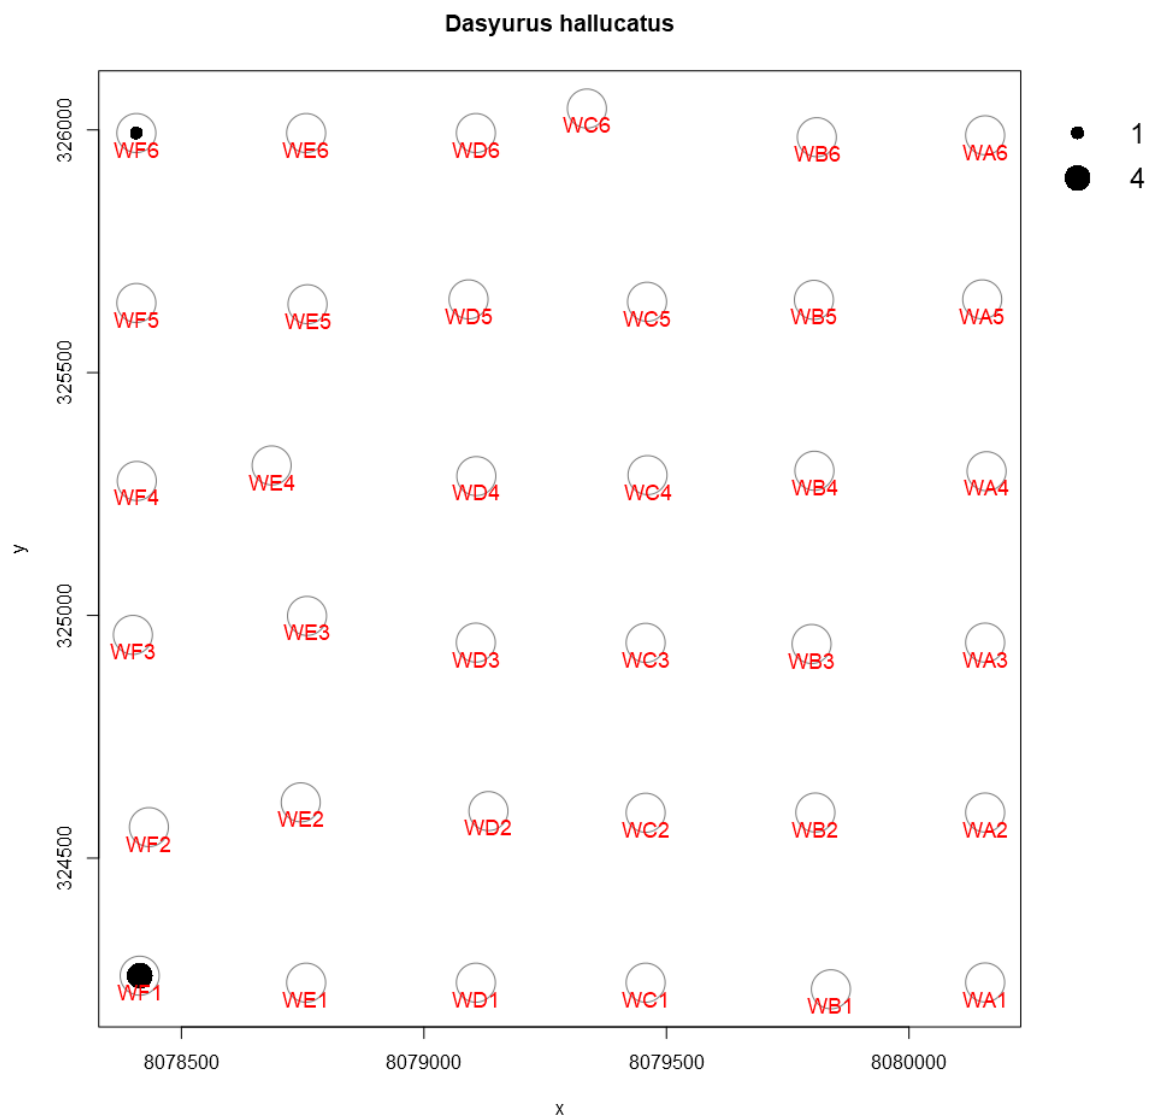 Dasyurus hallucatus
1
4
326000
325500
325000
324500
y
WF6 WE6 WD6 WC6 WB6 WA6
WF5 WE5 WD5 WC5 WB5 WA5
WF4 WE4 WD4 WC4 WB4 WA4
WF3 WE3 WD3 WC3 WB3 WA3
WF2 WE2 WD2 WC2 WB2 WA2
WF1 WE1 WD1 WC1 WB1 WA1
8078500 8079000 8079500 8080000
x